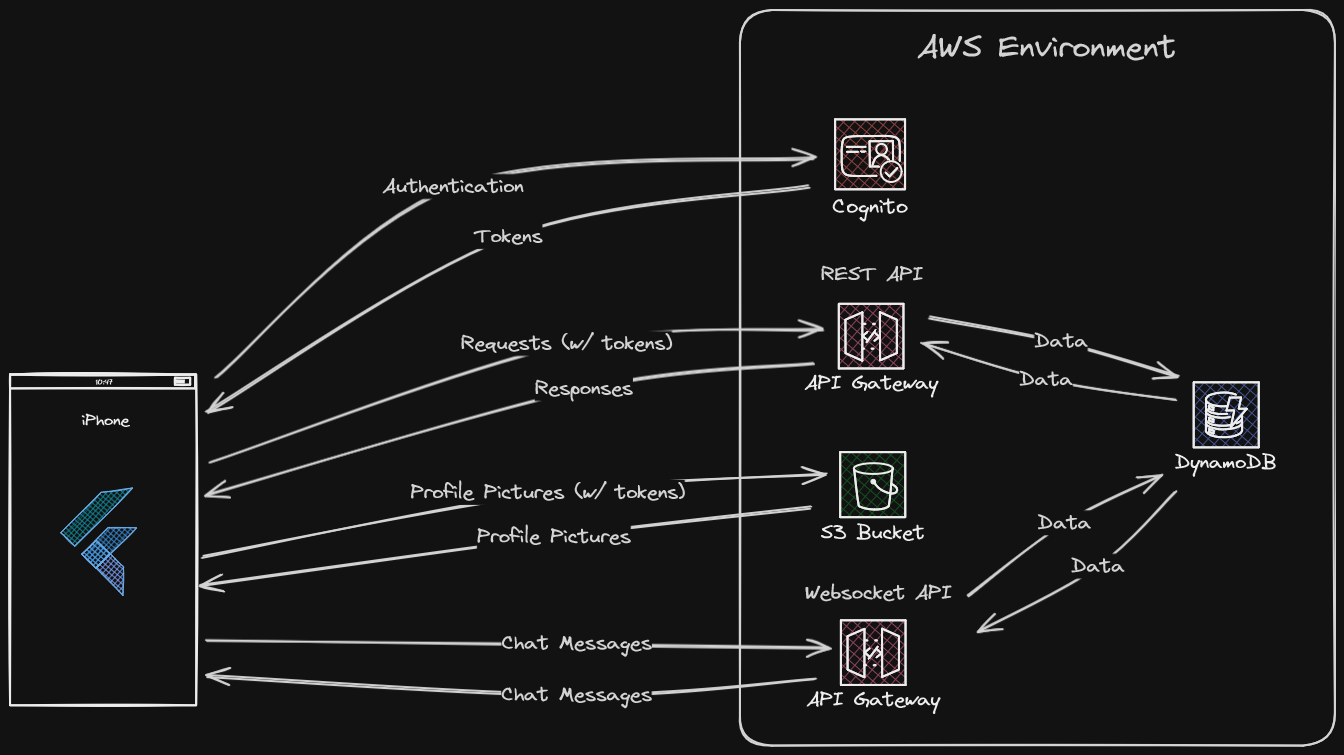 AWS Environment
Authentication
Cognito
Tokens
REST API
Requests (w/ tokens)
Data
Responses
API Gateway
Data
10:47
iPhone
DynamoDB
Profile Pictures (w/ tokens)
S3 Bucket
Profile Pictures
Data
Data
Websocket API
Chat Messages
Chat Messages
API Gateway